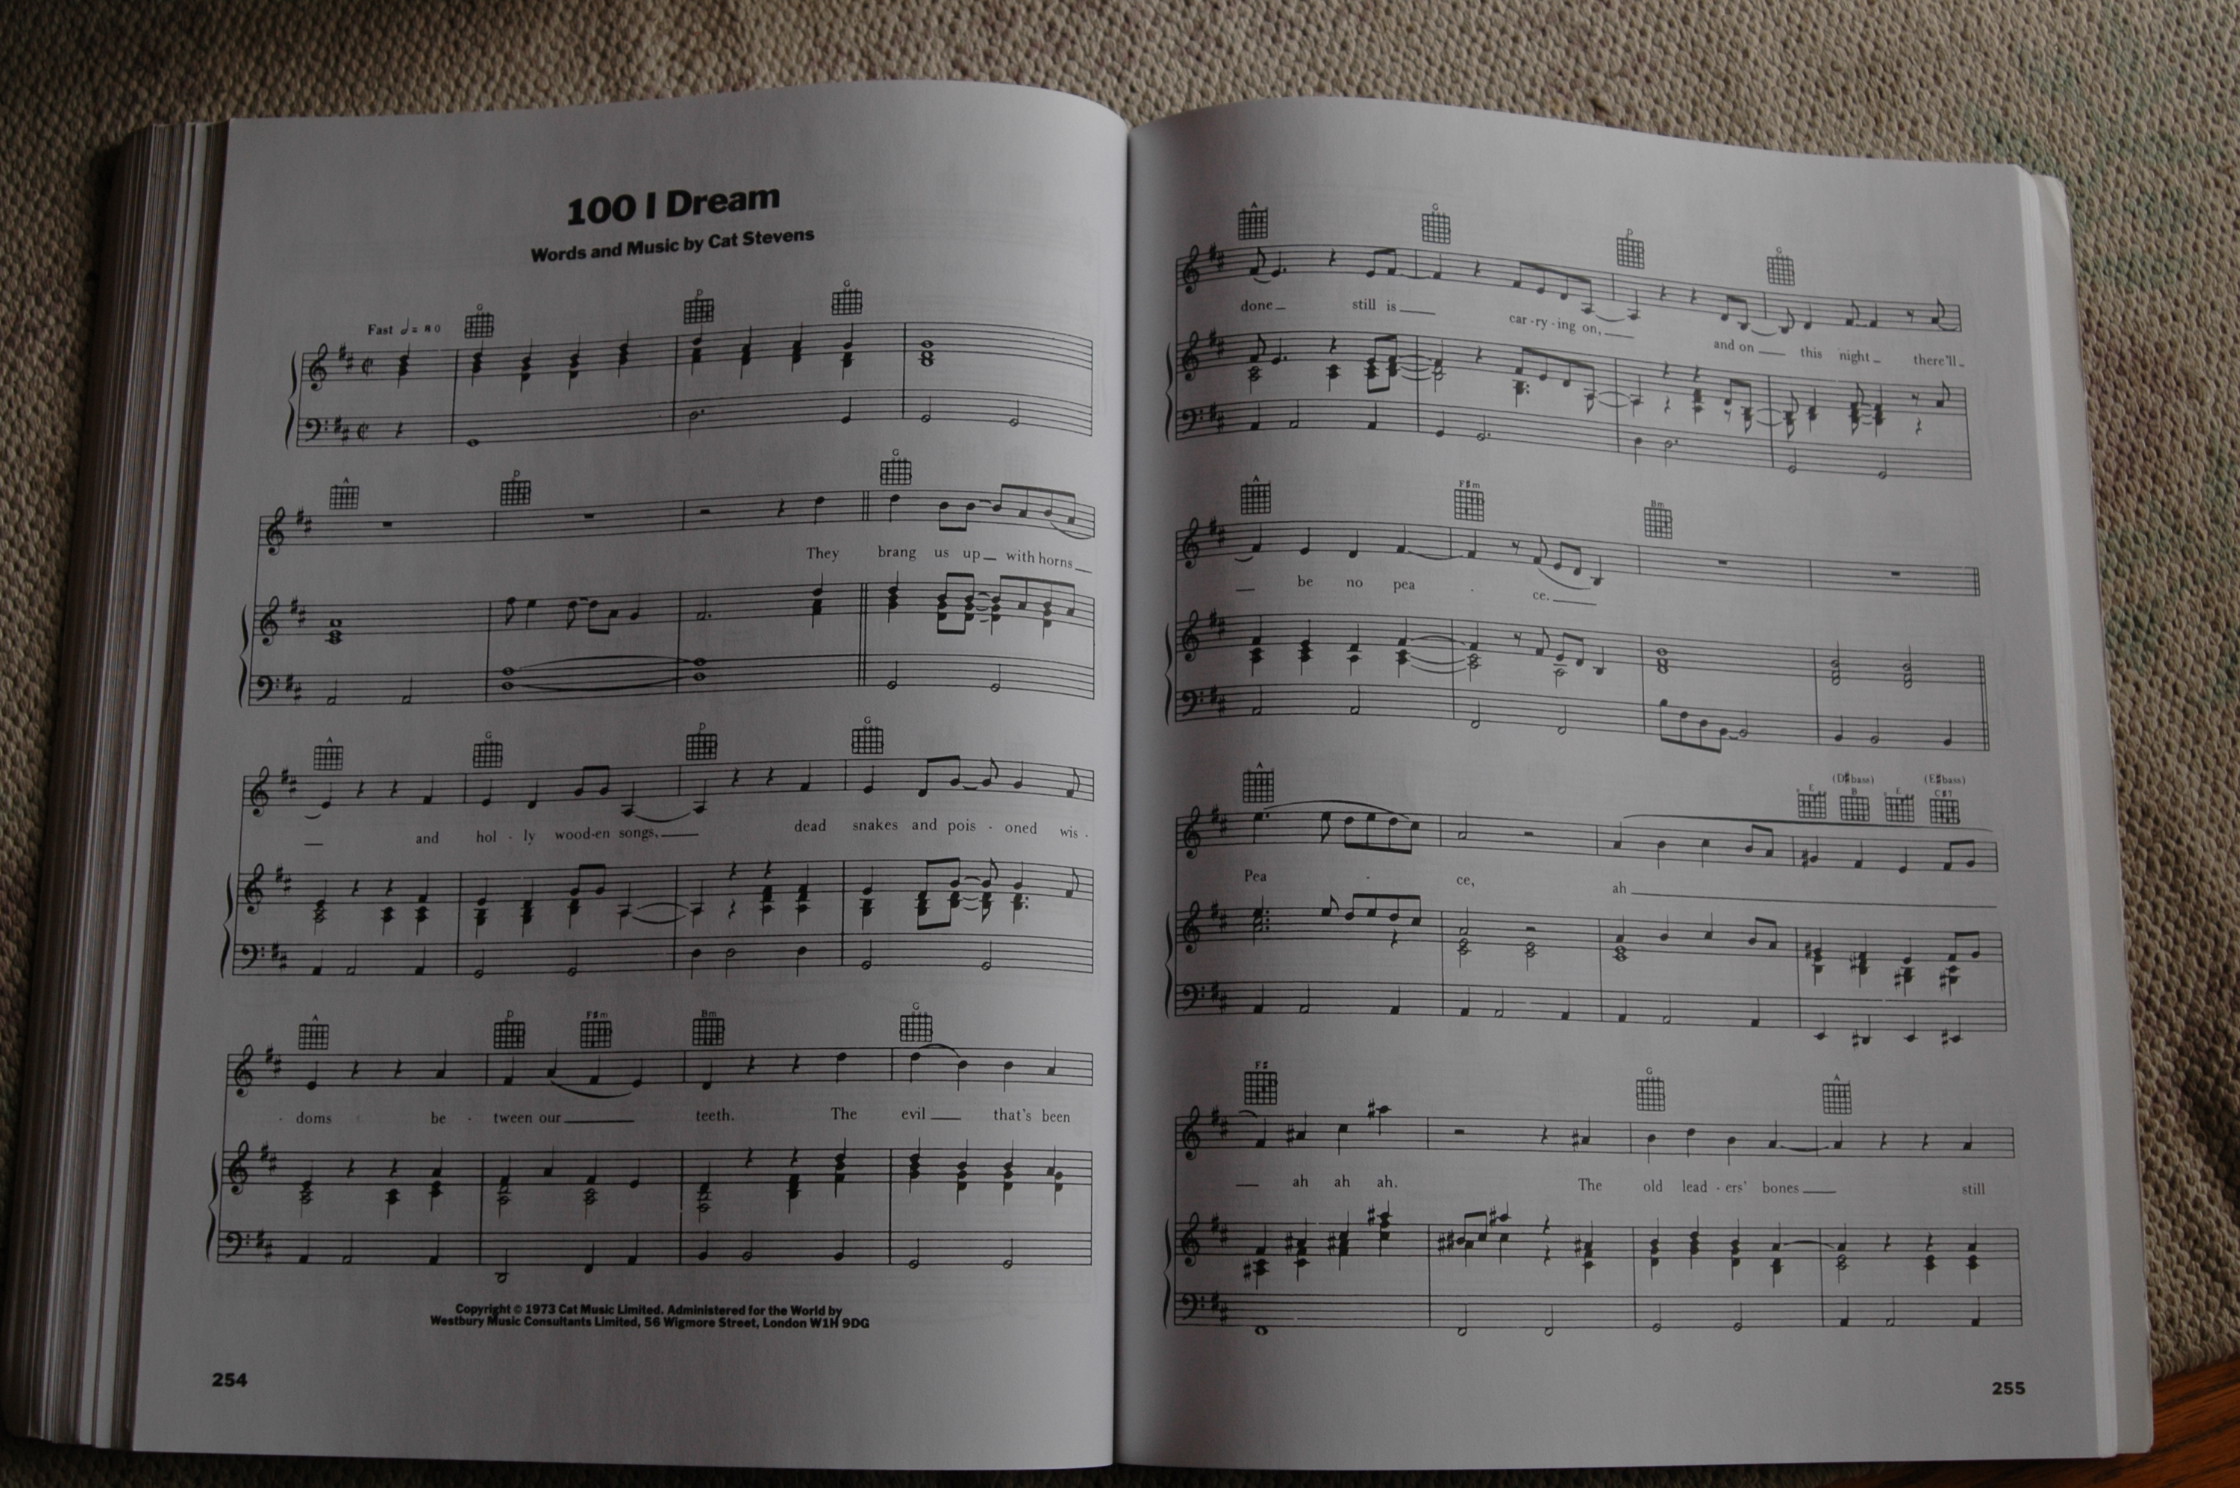 100 I Dream
Words and Music by Cat Stevens
Fast 𝅗𝅥 = 80
G D G
A D G
They brang us up with horns
A G D G
and hol - ly wood-en songs, dead snakes and pois - oned wis -
A D F♯m Bm G
- doms be - tween our teeth. The evil that's been
Copyright © 1973 Cat Music Limited. Administered for the World by
Westbury Music Consultants Limited, 56 Wigmore Street, London W1H 9DG
254
A G D G
done still is car - ry - ing on, and on this night there'll
A F♯m Bm
be no pea ce.
(D♯bass) (E♯bass)
A E B E C♯7
Pea ce, ah
F♯ G A
ah ah ah. The old lead - ers' bones still
255